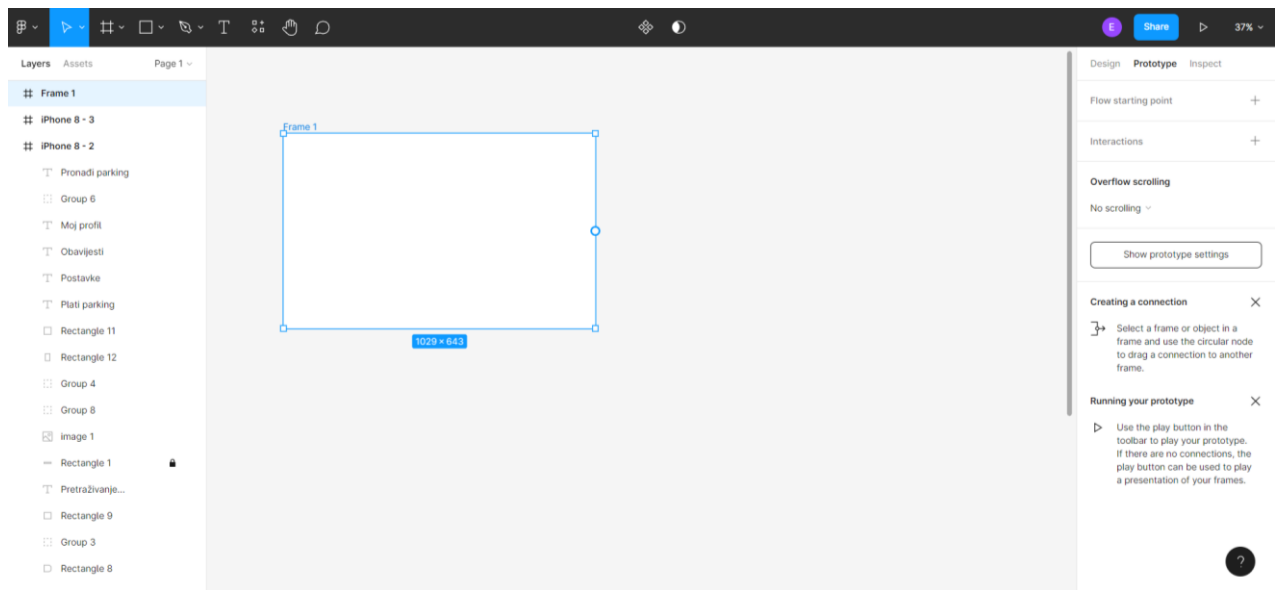 E
Share
37%
Layers
Assets
Page 1
Frame 1
iPhone 8 - 3
iPhone 8 - 2
Pronađi parking
Group 6
Moj profil
Obavijesti
Postavke
Plati parking
Rectangle 11
Rectangle 12
Group 4
Group 8
image 1
Rectangle 1
Pretraživanje...
Rectangle 9
Group 3
Rectangle 8
Frame 1
1029 × 643
Design
Prototype
Inspect
Flow starting point
Interactions
Overflow scrolling
No scrolling
Show prototype settings
Creating a connection
Select a frame or object in a
frame and use the circular node
to drag a connection to another
frame.
Running your prototype
Use the play button in the
toolbar to play your prototype.
If there are no connections, the
play button can be used to play
a presentation of your frames.
?